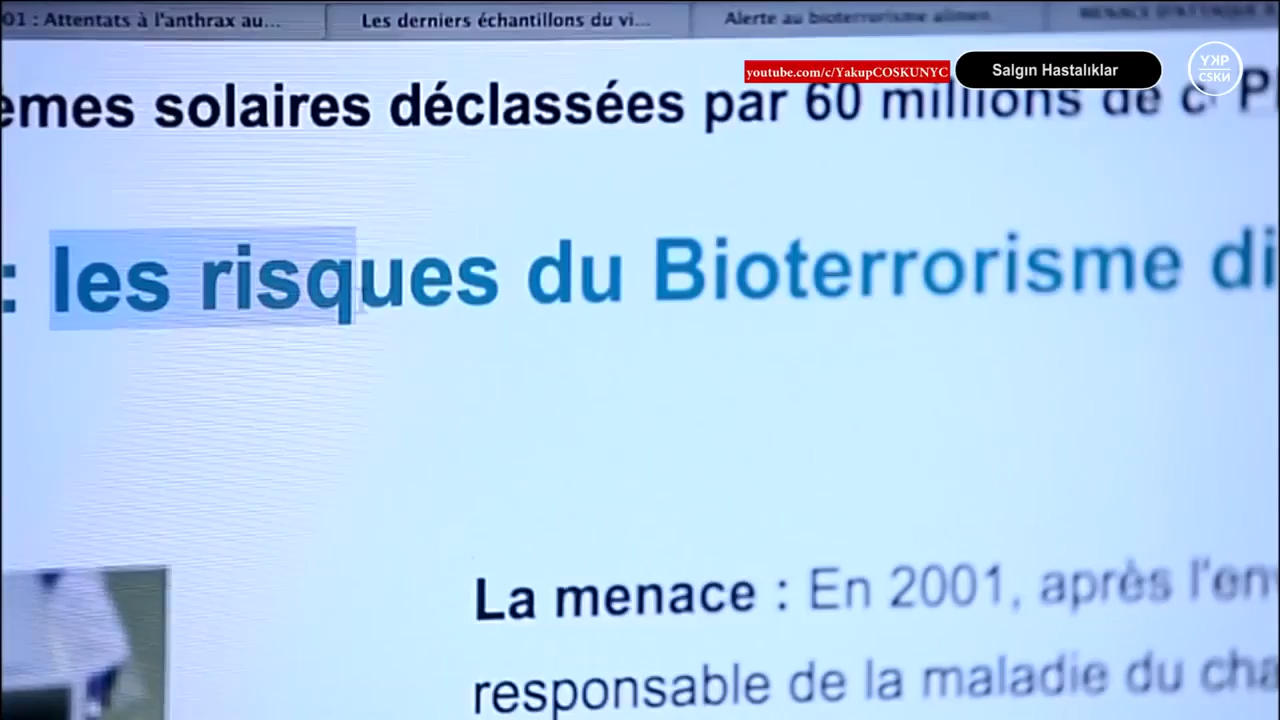 01 : Attentats à l'anthrax au...
Les derniers échantillons du vi...
Alerte au bioterrorisme alimen
youtube.com/c/YakupCOSKUNYC
Salgın Hastalıklar
YKP
CSKN
emes solaires déclassées par 60 millions de c
: les risques du Bioterrorisme di
La menace : En 2001, après l'en
responsable de la maladie du cha